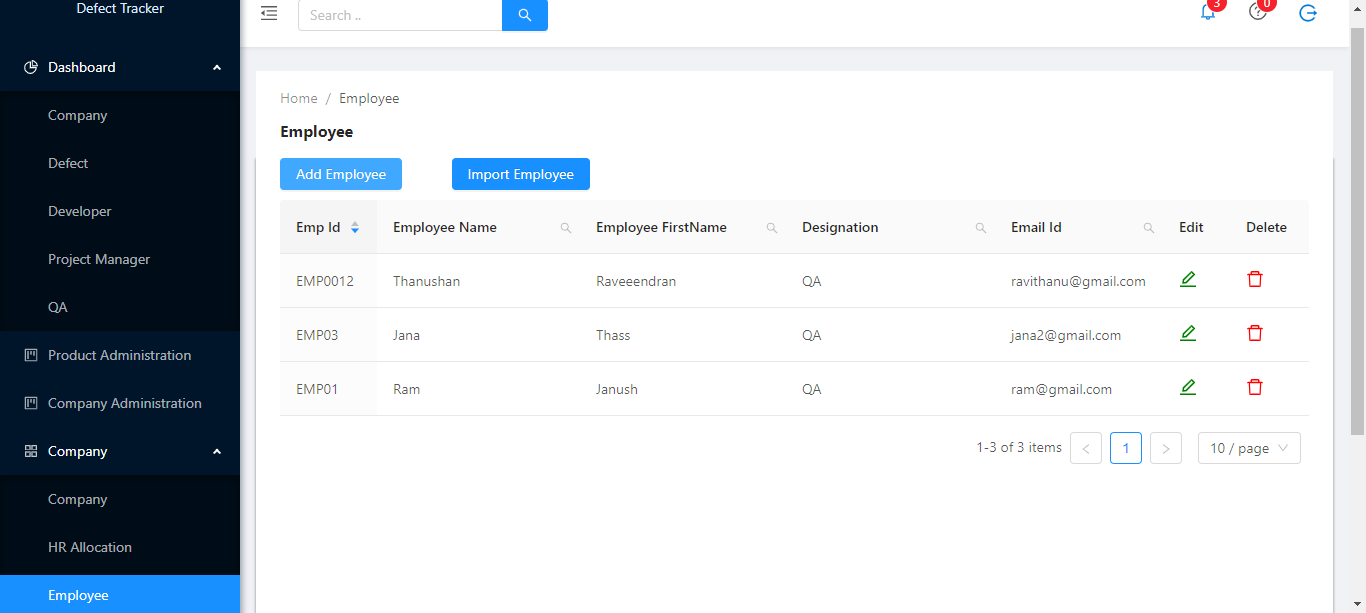 Defect Tracker
Dashboard
Company
Defect
Developer
Project Manager
QA
Product Administration
Company Administration
Company
Company
HR Allocation
Employee
Search ..
3
0
Home / Employee
Employee
Add Employee Import Employee
Emp Id Employee Name Employee FirstName Designation Email Id Edit Delete
EMP0012 Thanushan Raveeendran QA ravithanu@gmail.com
EMP03 Jana Thass QA jana2@gmail.com
EMP01 Ram Janush QA ram@gmail.com
1-3 of 3 items < 1 > 10 / page